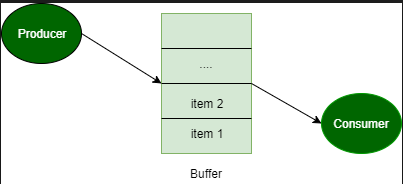 Producer
....
item 2
item 1
Consumer
Buffer